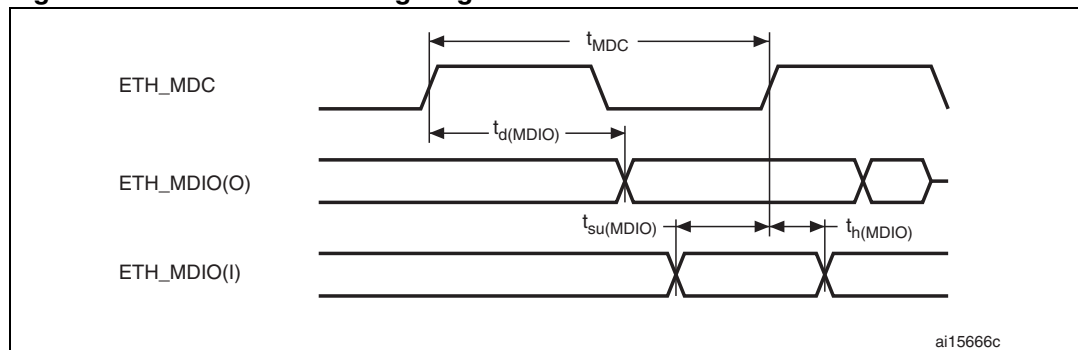 t_MDC
ETH_MDC
t_d(MDIO)
ETH_MDIO(O)
t_su(MDIO)
t_h(MDIO)
ETH_MDIO(I)
ai15666c